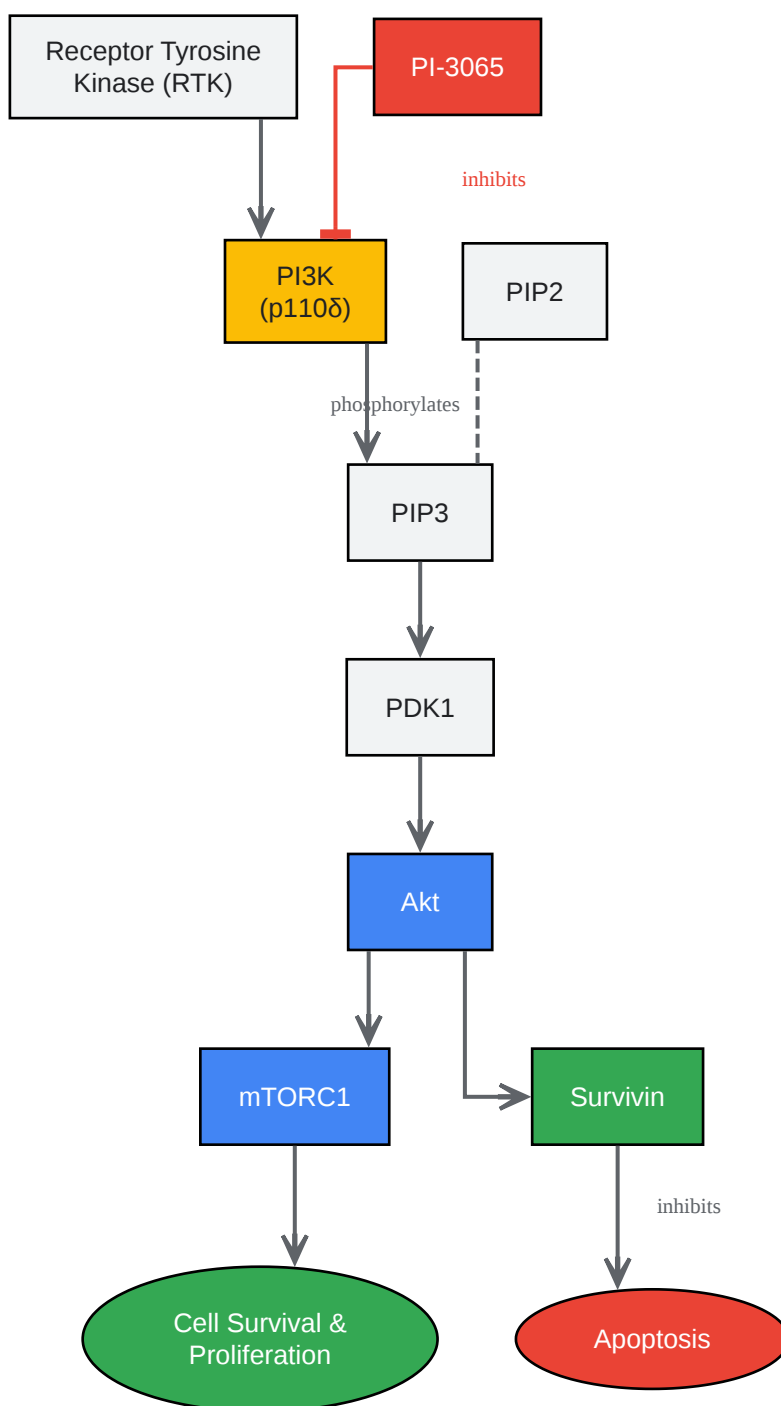 Receptor Tyrosine
Kinase (RTK)
PI-3065
inhibits
PI3K
(p110δ)
PIP2
phosphorylates
PIP3
PDK1
Akt
mTORC1
Survivin
inhibits
Cell Survival &
Proliferation
Apoptosis